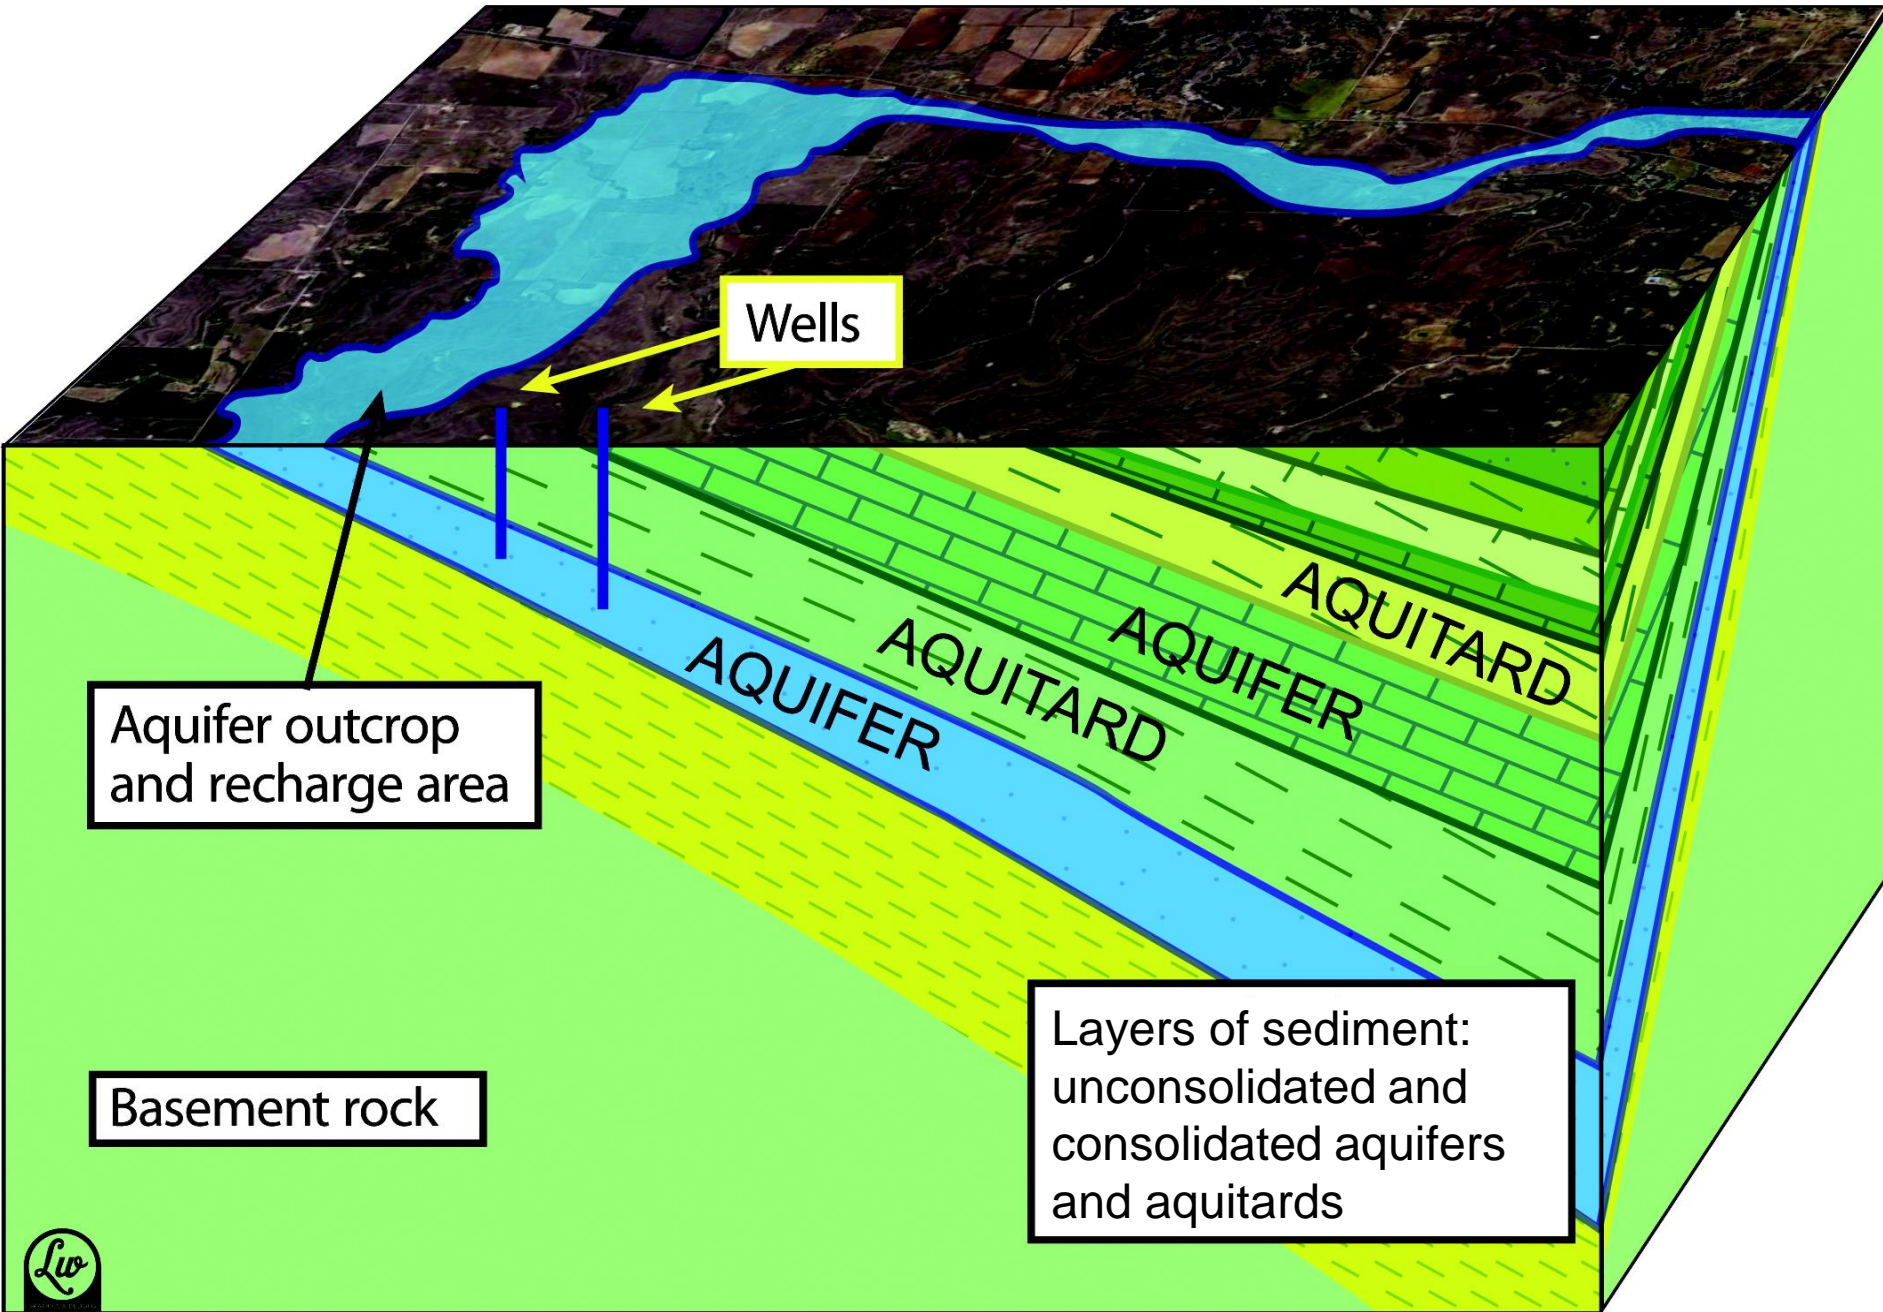 Wells
AQUITARD
AQUIFER
AQUITARD
AQUIFER
Aquifer outcrop
and recharge area
Layers of sediment:
unconsolidated and
consolidated aquifers
and aquitards
Basement rock
Lw